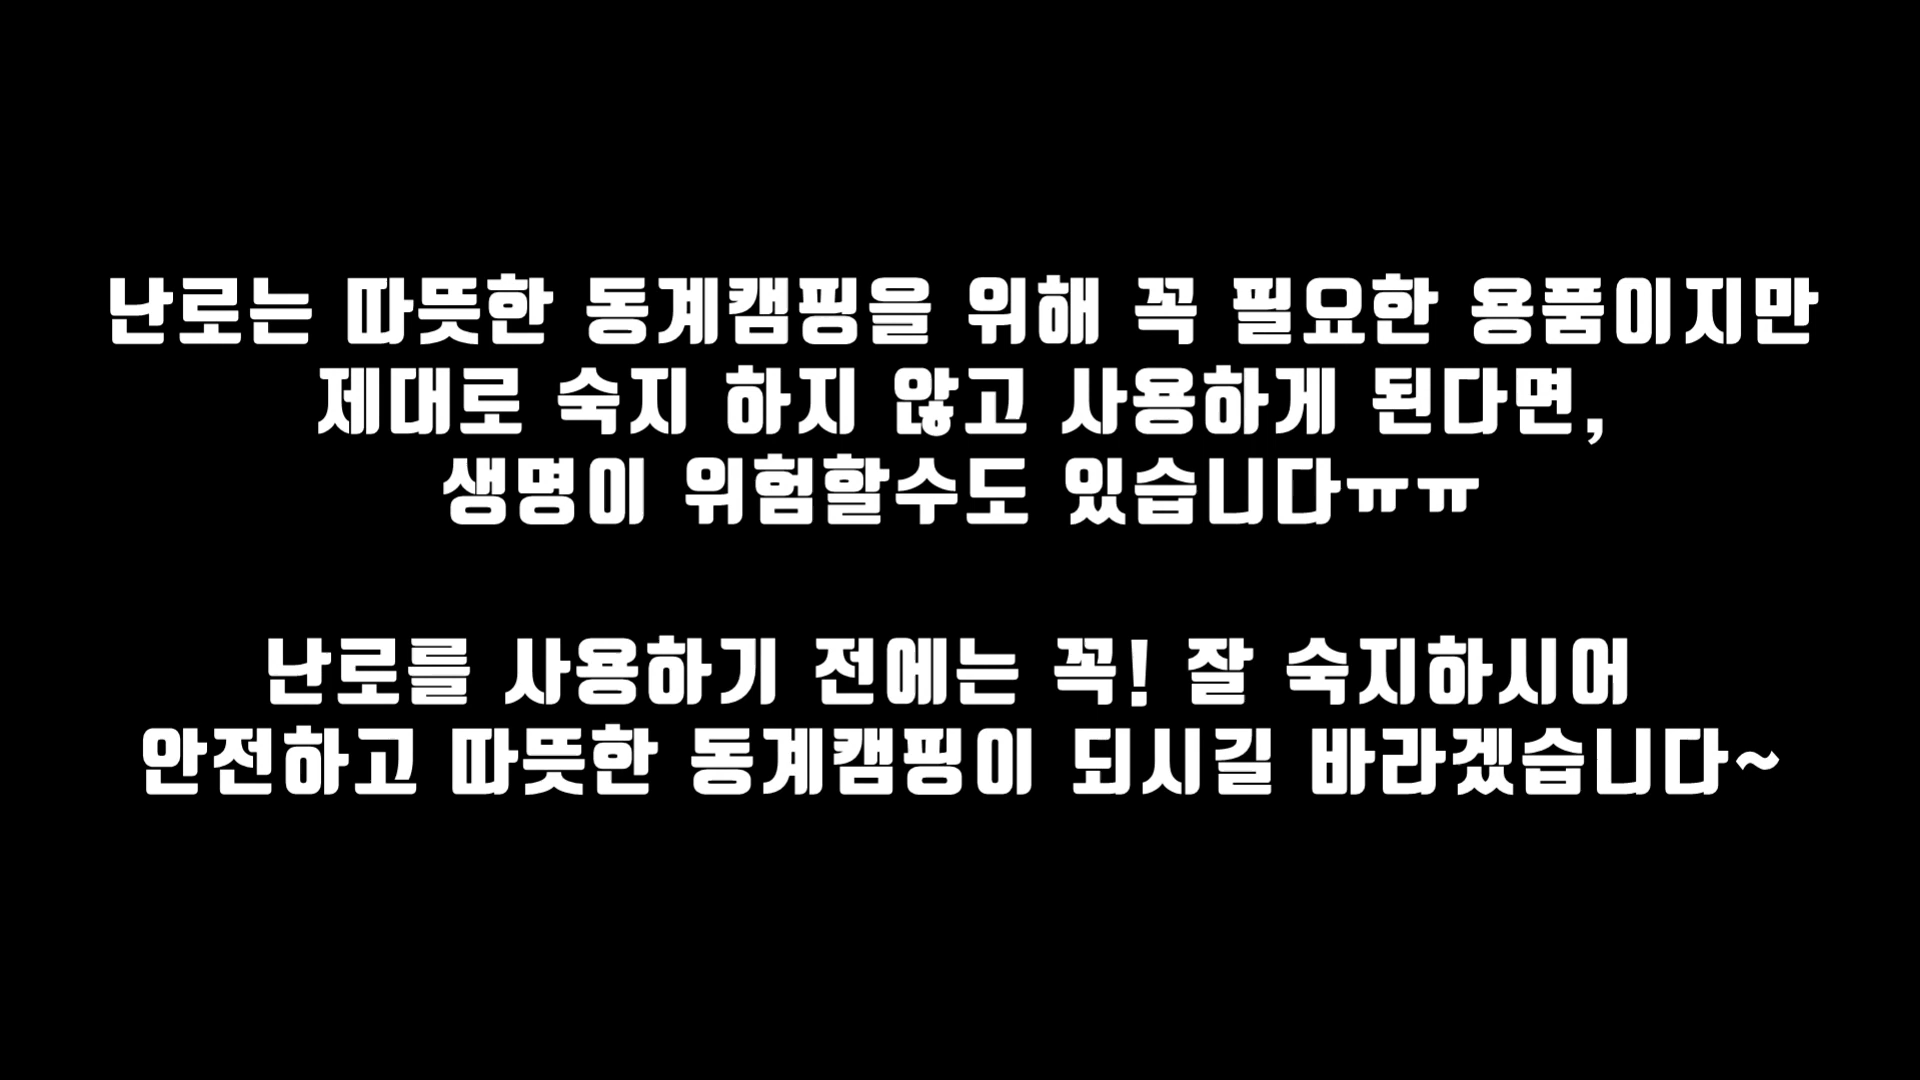 난로는 따뜻한 동계캠핑을 위해 꼭 필요한 용품이지만
제대로 숙지 하지 않고 사용하게 된다면,
생명이 위험할수도 있습니다ㅠㅠ
난로를 사용하기 전에는 꼭! 잘 숙지하시어
안전하고 따뜻한 동계캠핑이 되시길 바라겠습니다~